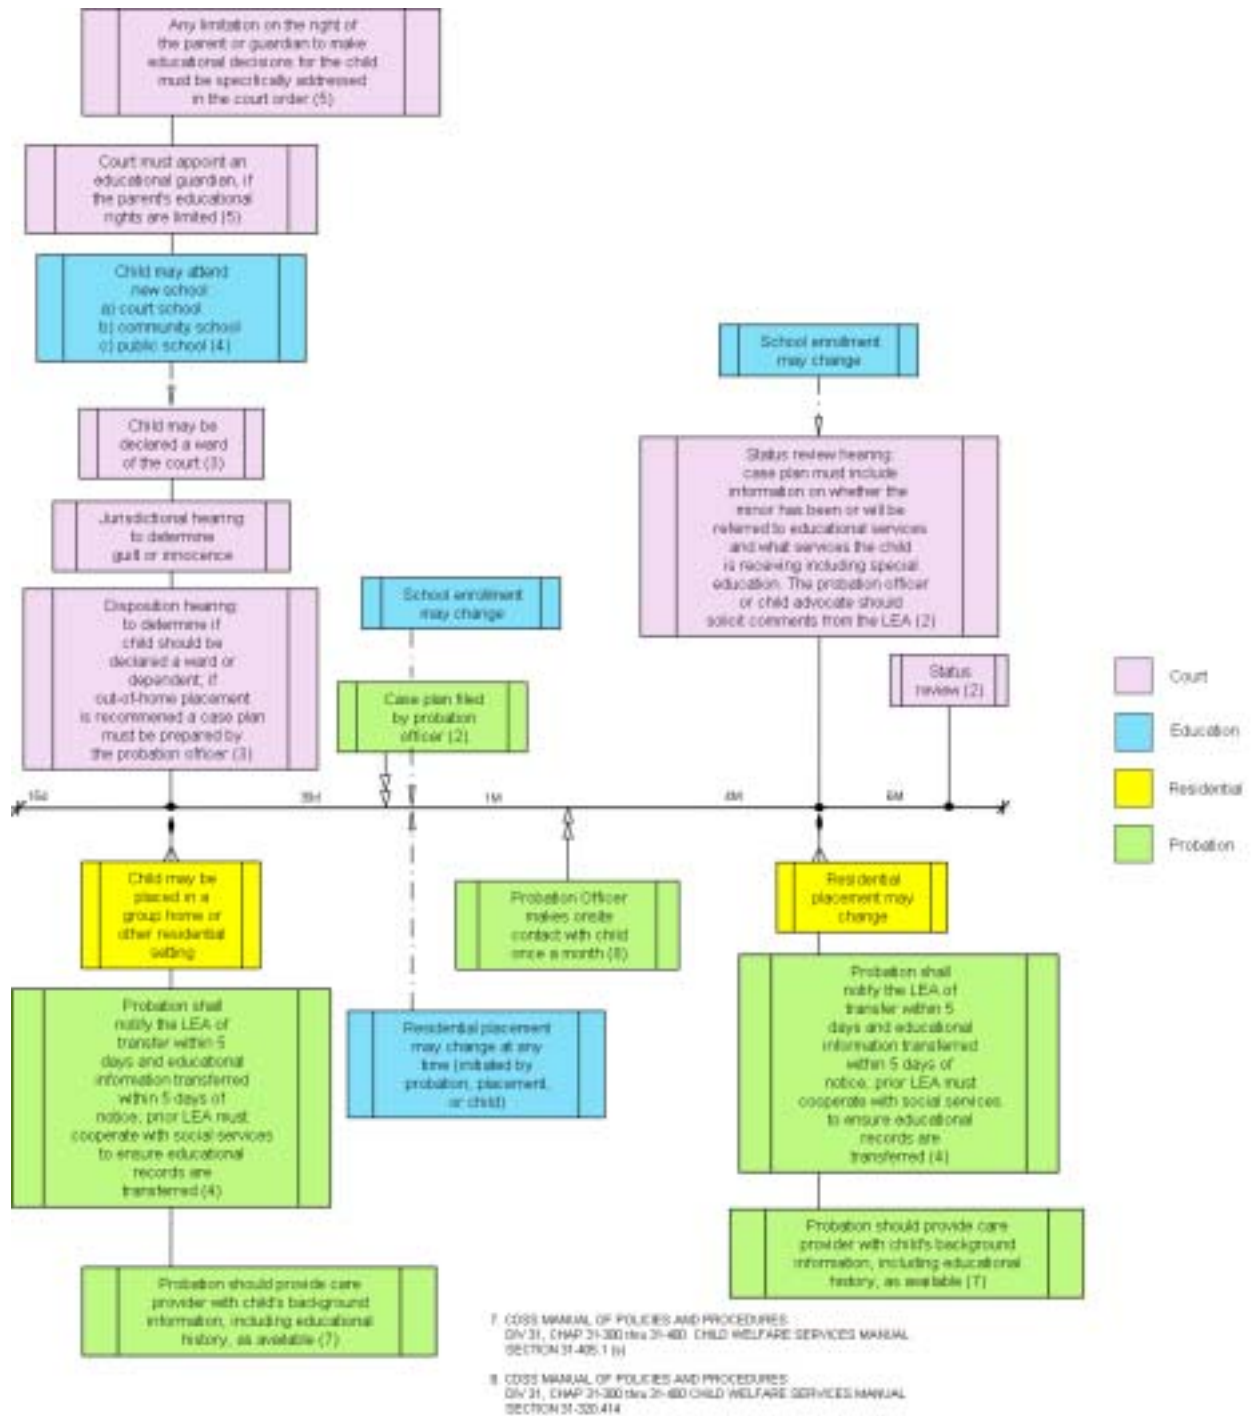 Any limitation on the right of
the parent or guardian to make
educational decisions for the child
must be specifically addressed
in the court order (5)
Court must appoint an
educational guardian, if
the parent's educational
rights are limited (5)
Child may attend
new school:
a) court school
b) community school
c) public school (4)
Child may be
declared a ward
of the court (3)
Jurisdictional hearing
to determine
guilt or innocence
Disposition hearing:
to determine if
child should be
declared a ward or
dependent; if
out-of-home placement
is recommened a case plan
must be prepared by
the probation officer (3)
School enrollment
may change
Case plan filed
by probation
officer (2)
School enrollment
may change
Status review hearing:
case plan must include
information on whether the
minor has been or will be
referred to educational services
and what services the child
is receiving including special
education. The probation officer
or child advocate should
solicit comments from the LEA (2)
Status
review (2)
Court
Education
Residential
Probation
15d
30d
1M
4M
6M
Child may be
placed in a
group home or
other residential
setting
Probation shall
notify the LEA of
transfer within 5
days and educational
information transferred
within 5 days of
notice; prior LEA must
cooperate with social services
to ensure educational
records are
transferred (4)
Probation should provide care
provider with child's background
information, including educational
history, as available (7)
Probation Officer
makes onsite
contact with child
once a month (8)
Residential placement
may change at any
time (initiated by
probation, placement,
or child)
Residential
placement may
change
Probation shall
notify the LEA of
transfer within 5
days and educational
information transferred
within 5 days of
notice; prior LEA must
cooperate with social services
to ensure educational
records are
transferred (4)
Probation should provide care
provider with child's background
information, including educational
history, as available (7)
7. CDSS MANUAL OF POLICIES AND PROCEDURES
DIV 31, CHAP 31-300 thru 31-400 CHILD WELFARE SERVICES MANUAL
SECTION 31-405.1
8. CDSS MANUAL OF POLICIES AND PROCEDURES
DIV 31, CHAP 31-300 thru 31-400 CHILD WELFARE SERVICES MANUAL
SECTION 31-320.414